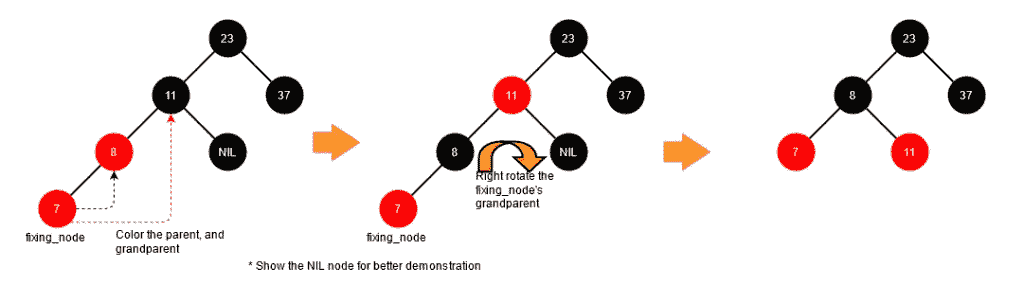 23
11
37
8
NIL
7
fixing_node
Color the parent, and
grandparent
23
11
37
8
NIL
Right rotate the
fixing_node's
grandparent
7
fixing_node
* Show the NIL node for better demonstration
23
8
37
7
11